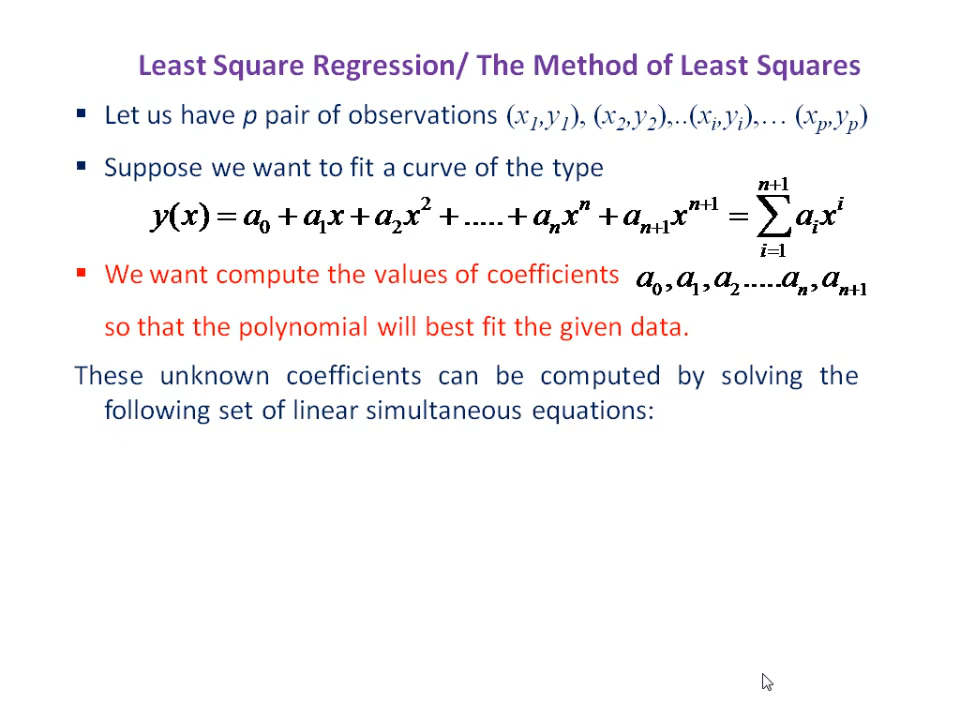 Least Square Regression/ The Method of Least Squares
▪ Let us have p pair of observations (x₁,y₁), (x₂,y₂),..(xᵢ,yᵢ),… (xₚ,yₚ)
▪ Suppose we want to fit a curve of the type
y(x) = a₀ + a₁x + a₂x² + ..... + aₙxⁿ + aₙ₊₁xⁿ⁺¹ = ∑_{i=1}^{n+1} aᵢxⁱ
▪ We want compute the values of coefficients a₀,a₁,a₂.....aₙ,aₙ₊₁
so that the polynomial will best fit the given data.
These unknown coefficients can be computed by solving the
following set of linear simultaneous equations: